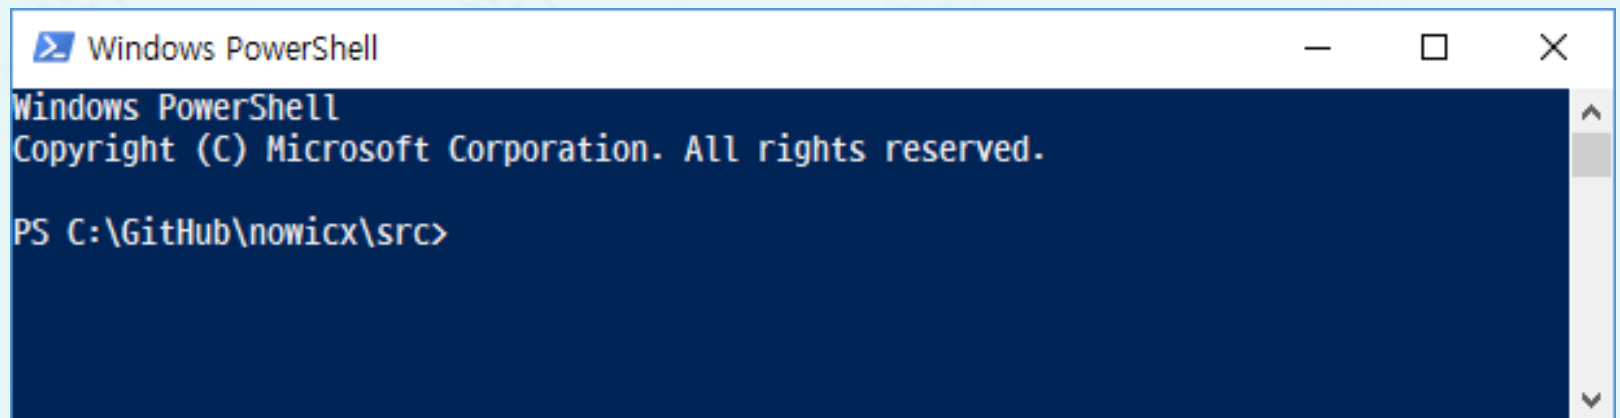 Windows PowerShell
Windows PowerShell
Copyright (C) Microsoft Corporation. All rights reserved.
PS C:\GitHub\nowicx\src>